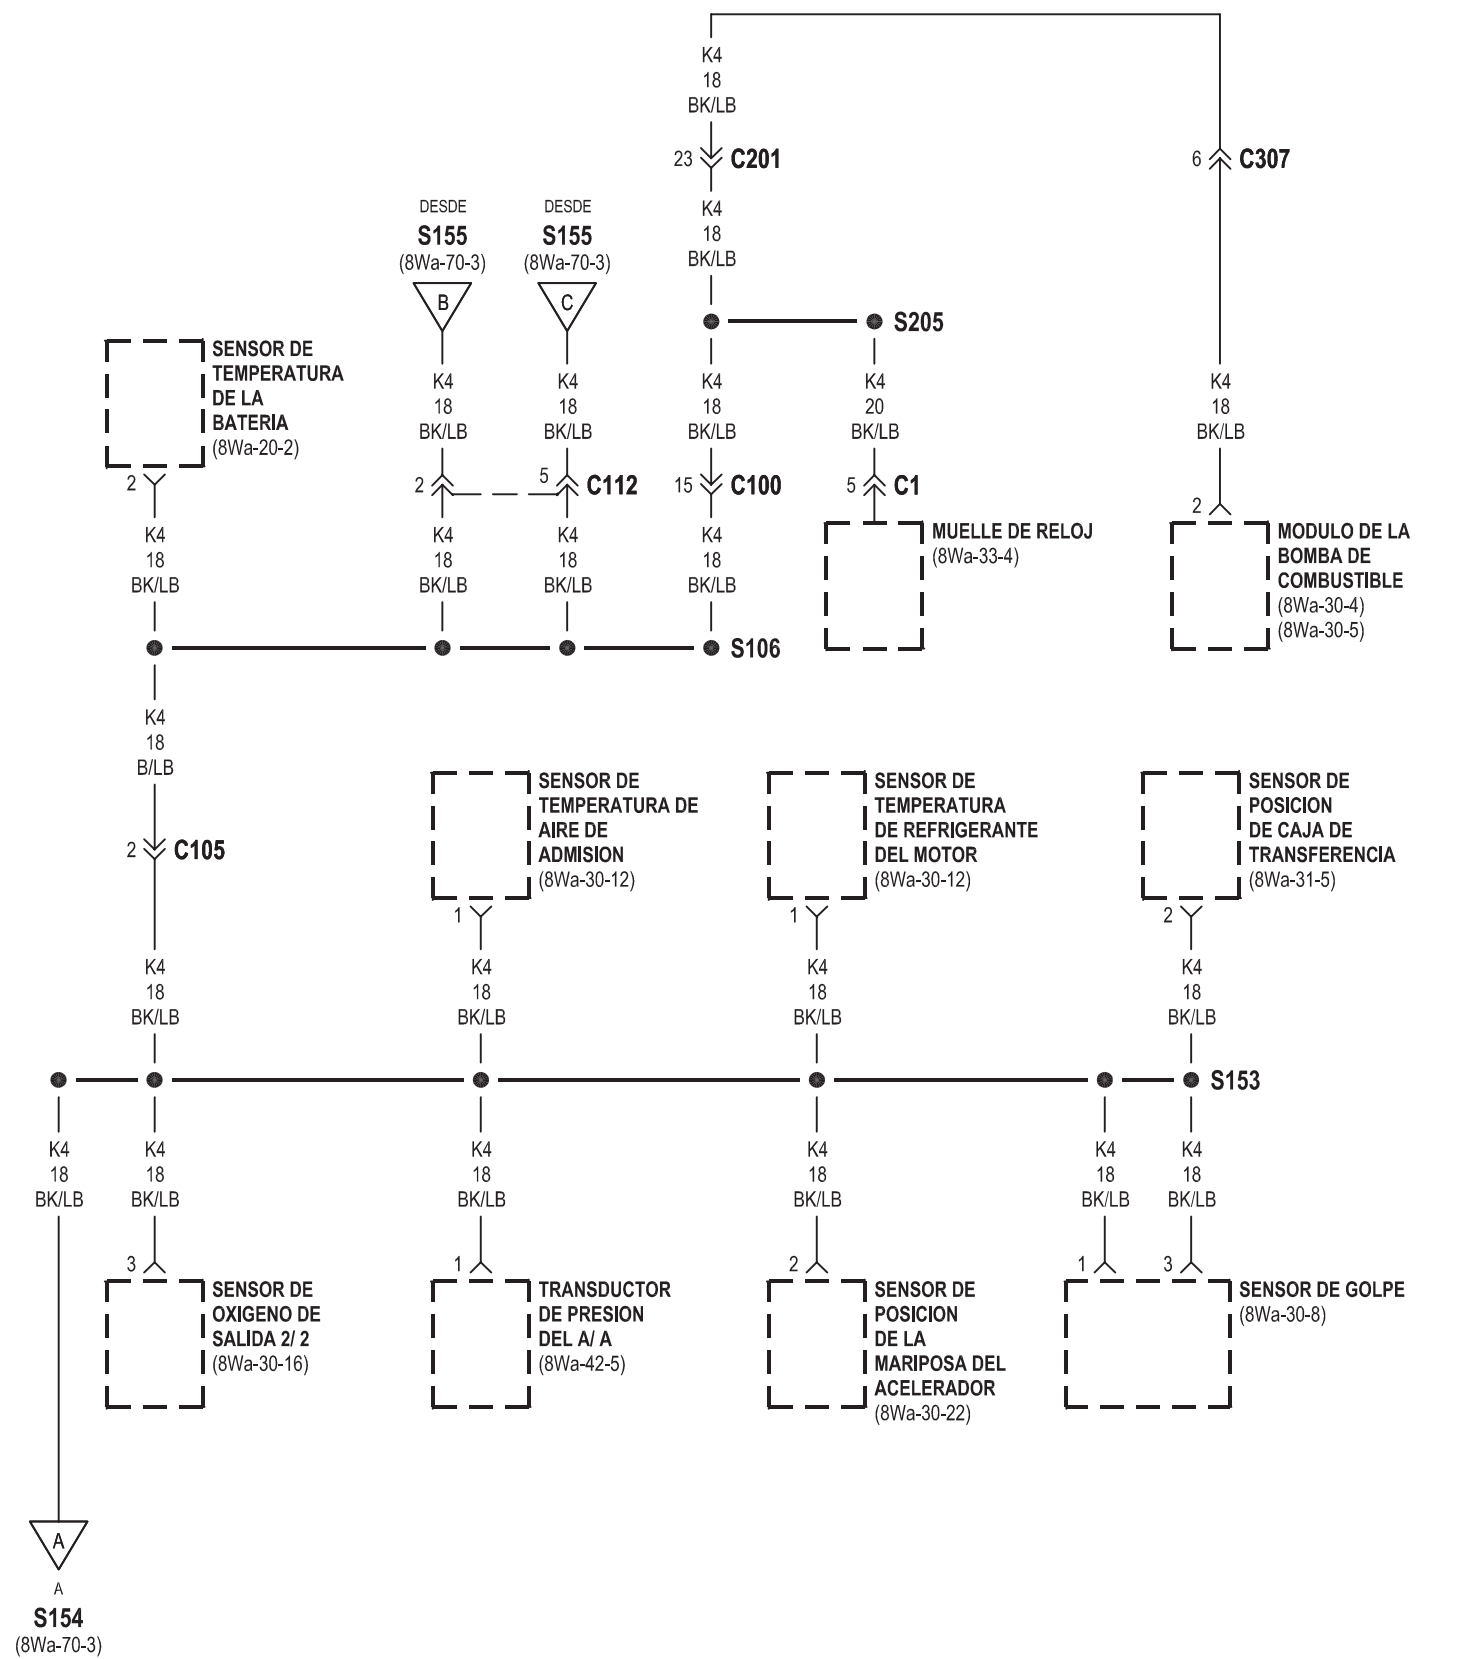 K4
18
BK/LB
23 C201
6 C307
K4
18
BK/LB
DESDE
S155
(8Wa-70-3)
B
DESDE
S155
(8Wa-70-3)
C
S205
SENSOR DE
TEMPERATURA
DE LA
BATERIA
(8Wa-20-2)
2
K4
18
BK/LB
K4
18
BK/LB
K4
18
BK/LB
K4
20
BK/LB
K4
18
BK/LB
2
5 C112
15 C100
5 C1
2
K4
18
BK/LB
K4
18
BK/LB
K4
18
BK/LB
K4
18
BK/LB
MUELLE DE RELOJ
(8Wa-33-4)
MODULO DE LA
BOMBA DE
COMBUSTIBLE
(8Wa-30-4)
(8Wa-30-5)
S106
K4
18
B/LB
2 C105
SENSOR DE
TEMPERATURA DE
AIRE DE
ADMISION
(8Wa-30-12)
SENSOR DE
TEMPERATURA
DE REFRIGERANTE
DEL MOTOR
(8Wa-30-12)
SENSOR DE
POSICION
DE CAJA DE
TRANSFERENCIA
(8Wa-31-5)
1
1
2
K4
18
BK/LB
K4
18
BK/LB
K4
18
BK/LB
K4
18
BK/LB
S153
K4
18
BK/LB
K4
18
BK/LB
K4
18
BK/LB
K4
18
BK/LB
K4
18
BK/LB
K4
18
BK/LB
3
1
2
1
3
SENSOR DE
OXIGENO DE
SALIDA 2/ 2
(8Wa-30-16)
TRANSDUCTOR
DE PRESION
DEL A/ A
(8Wa-42-5)
SENSOR DE
POSICION
DE LA
MARIPOSA DEL
ACELERADOR
(8Wa-30-22)
SENSOR DE GOLPE
(8Wa-30-8)
A
A
S154
(8Wa-70-3)